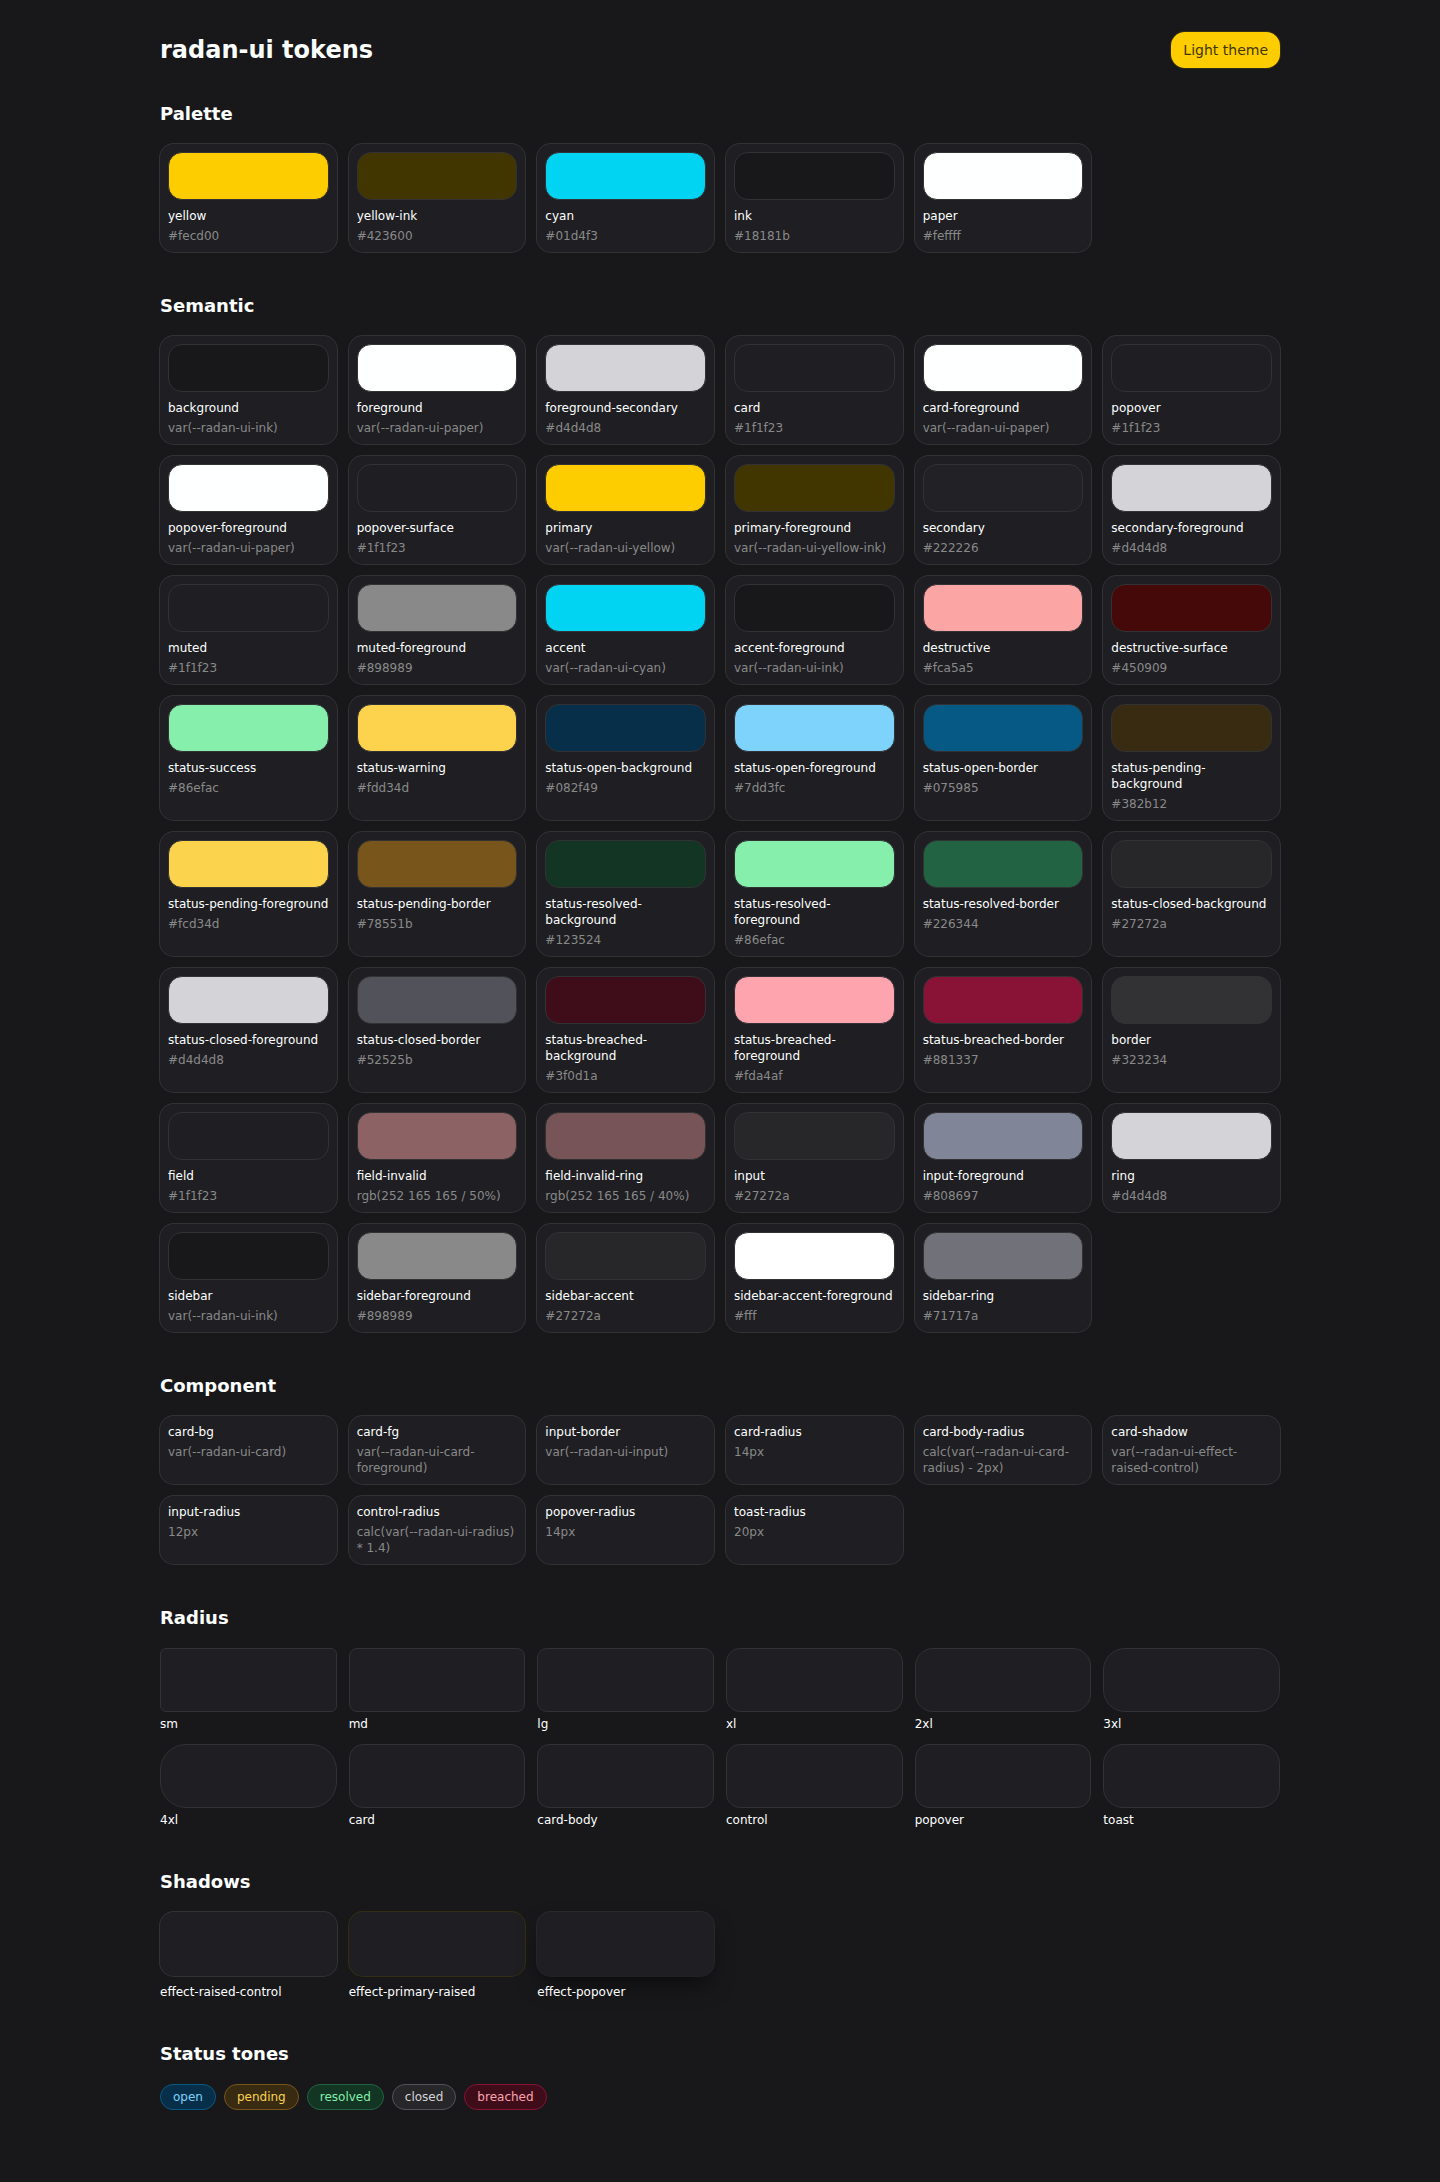 radan-ui tokens
Light theme
Palette
yellow
#fecd00
yellow-ink
#423600
cyan
#01d4f3
ink
#18181b
paper
#feffff
Semantic
background
var(--radan-ui-ink)
foreground
var(--radan-ui-paper)
foreground-secondary
#d4d4d8
card
#1f1f23
card-foreground
var(--radan-ui-paper)
popover
#1f1f23
popover-foreground
var(--radan-ui-paper)
popover-surface
#1f1f23
primary
var(--radan-ui-yellow)
primary-foreground
var(--radan-ui-yellow-ink)
secondary
#222226
secondary-foreground
#d4d4d8
muted
#1f1f23
muted-foreground
#898989
accent
var(--radan-ui-cyan)
accent-foreground
var(--radan-ui-ink)
destructive
#fca5a5
destructive-surface
#450909
status-success
#86efac
status-warning
#fdd34d
status-open-background
#082f49
status-open-foreground
#7dd3fc
status-open-border
#075985
status-pending-
background
#382b12
status-pending-foreground
#fcd34d
status-pending-border
#78551b
status-resolved-
background
#123524
status-resolved-
foreground
#86efac
status-resolved-border
#226344
status-closed-background
#27272a
status-closed-foreground
#d4d4d8
status-closed-border
#52525b
status-breached-
background
#3f0d1a
status-breached-
foreground
#fda4af
status-breached-border
#881337
border
#323234
field
#1f1f23
field-invalid
rgb(252 165 165 / 50%)
field-invalid-ring
rgb(252 165 165 / 40%)
input
#27272a
input-foreground
#808697
ring
#d4d4d8
sidebar
var(--radan-ui-ink)
sidebar-foreground
#898989
sidebar-accent
#27272a
sidebar-accent-foreground
#fff
sidebar-ring
#71717a
Component
card-bg
var(--radan-ui-card)
card-fg
var(--radan-ui-card-
foreground)
input-border
var(--radan-ui-input)
card-radius
14px
card-body-radius
calc(var(--radan-ui-card-
radius) - 2px)
card-shadow
var(--radan-ui-effect-
raised-control)
input-radius
12px
control-radius
calc(var(--radan-ui-radius)
* 1.4)
popover-radius
14px
toast-radius
20px
Radius
sm
md
lg
xl
2xl
3xl
4xl
card
card-body
control
popover
toast
Shadows
effect-raised-control
effect-primary-raised
effect-popover
Status tones
open
pending
resolved
closed
breached